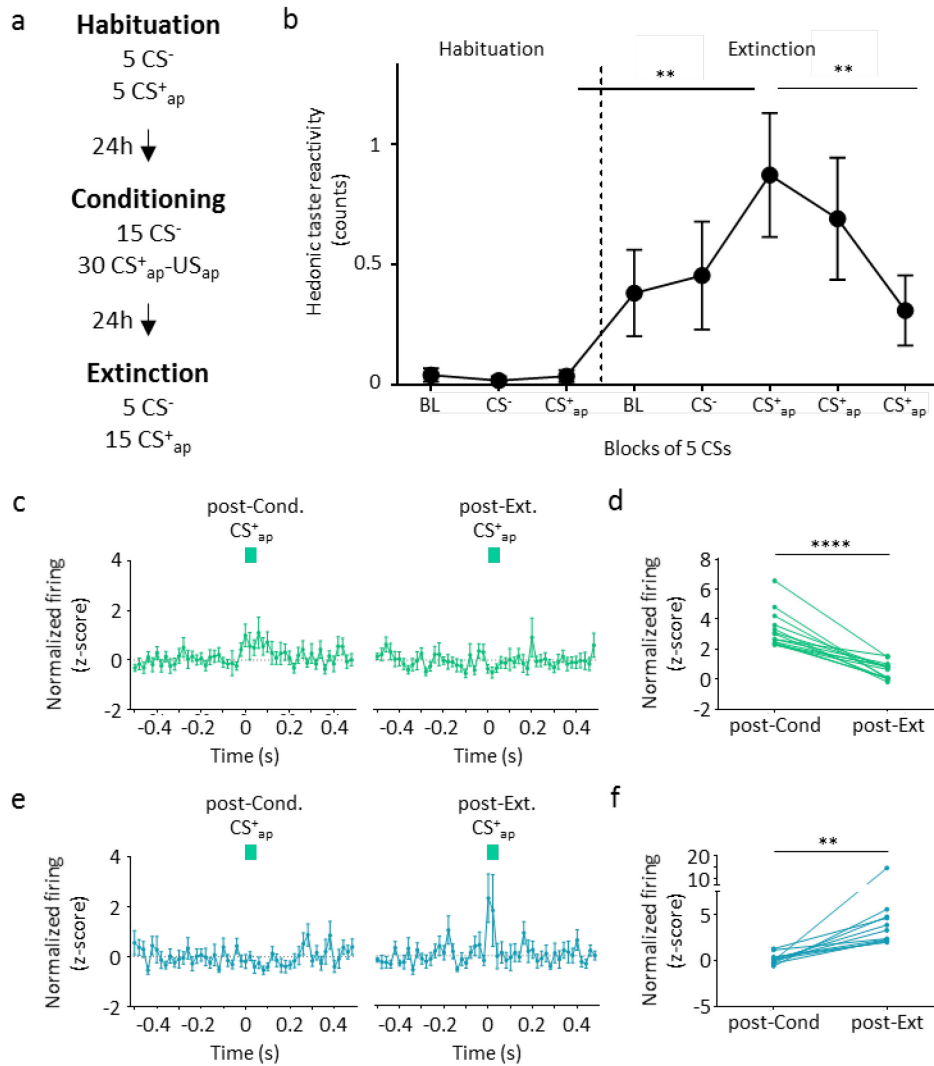 a
Habituation
5 CS⁻
5 CS⁺ap
24h
Conditioning
15 CS⁻
30 CS⁺ap-USap
24h
Extinction
5 CS⁻
15 CS⁺ap
b
Habituation Extinction
** **
Hedonic taste reactivity
(counts)
1
0.5
0
BL CS⁻ CS⁺ap BL CS⁻ CS⁺ap CS⁺ap CS⁺ap
Blocks of 5 CSs
c
post-Cond.
CS⁺ap
post-Ext.
CS⁺ap
Normalized firing
(z-score)
4
2
0
-2
-0.4 -0.2 0 0.2 0.4
Time (s)
-0.4 -0.2 0 0.2 0.4
Time (s)
d
****
Normalized firing
(z-score)
8
6
4
2
0
-2
post-Cond post-Ext
e
post-Cond.
CS⁺ap
post-Ext.
CS⁺ap
Normalized firing
(z-score)
4
2
0
-2
-0.4 -0.2 0 0.2 0.4
Time (s)
-0.4 -0.2 0 0.2 0.4
Time (s)
f
**
Normalized firing
(z-score)
20
10
5
0
-5
post-Cond post-Ext